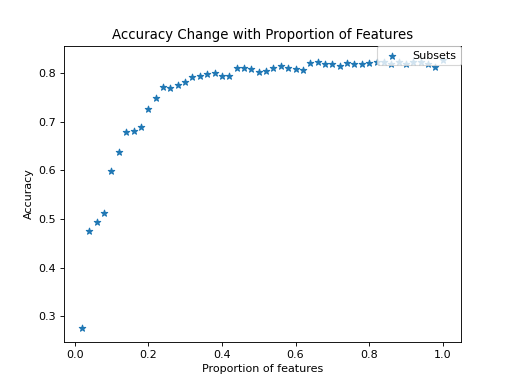 Accuracy Change with Proportion of Features
Subsets
Accuracy
0.8
0.7
0.6
0.5
0.4
0.3
0.0 0.2 0.4 0.6 0.8 1.0
Proportion of features